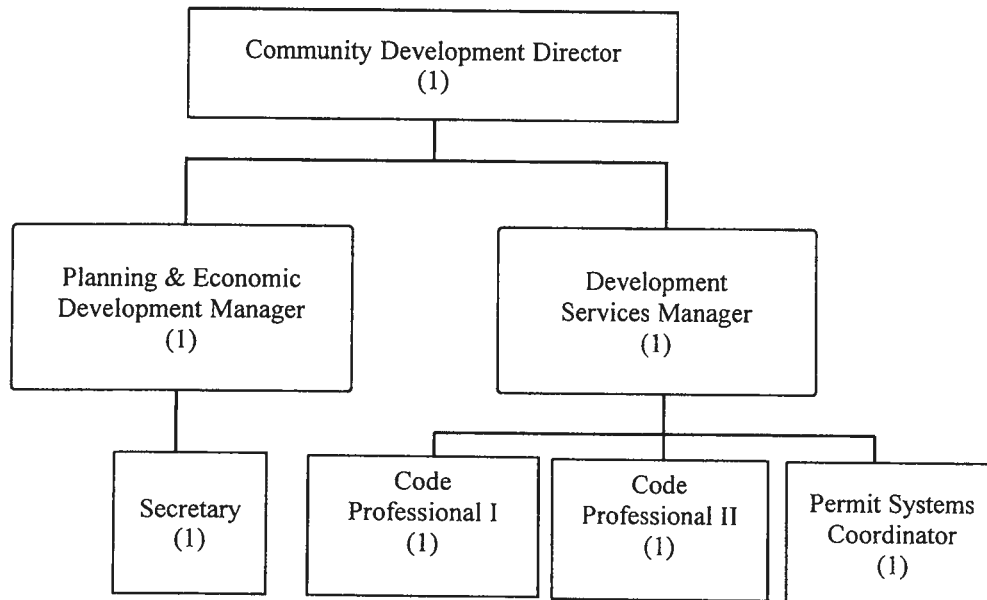 Community Development Director
(1)
Planning & Economic
Development Manager
(1)
Development
Services Manager
(1)
Secretary
(1)
Code
Professional I
(1)
Code
Professional II
(1)
Permit Systems
Coordinator
(1)